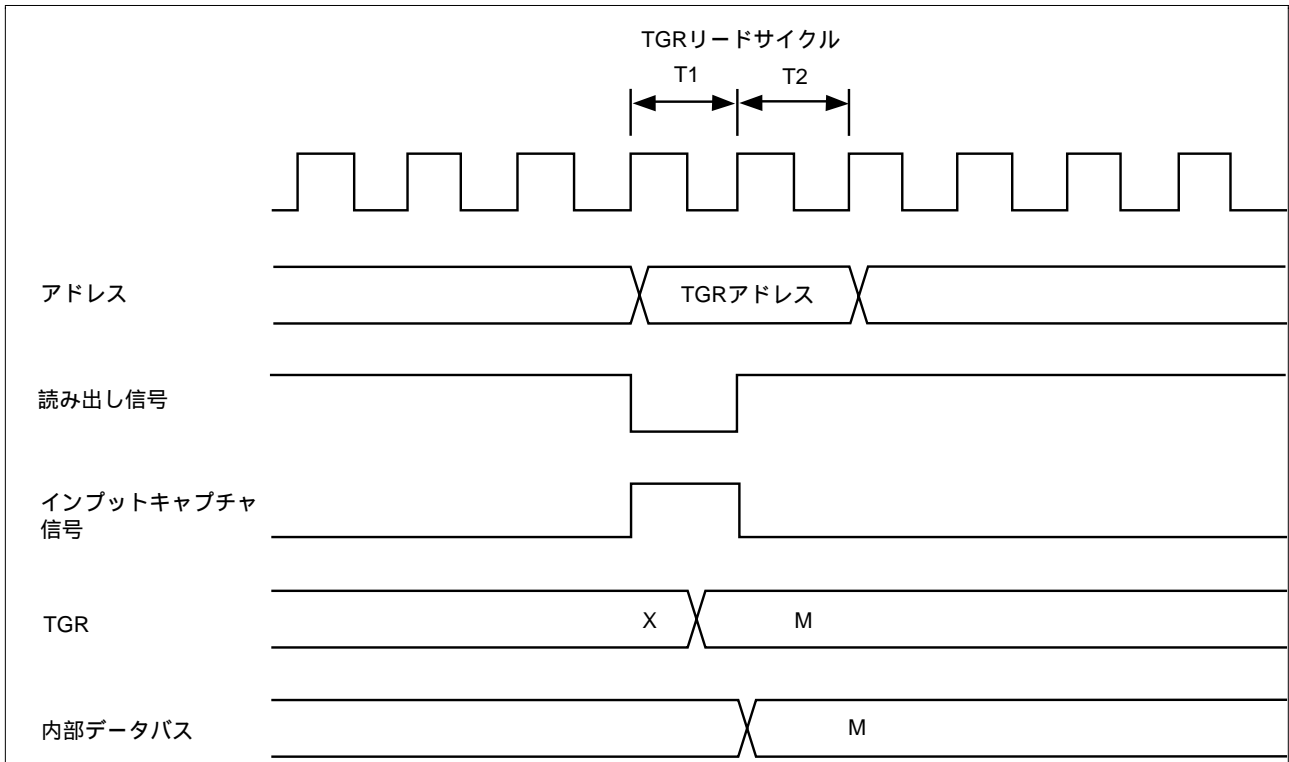 TGRリードサイクル
T1
T2
アドレス
TGRアドレス
読み出し信号
インプットキャプチャ
信号
TGR
X
M
内部データバス
M